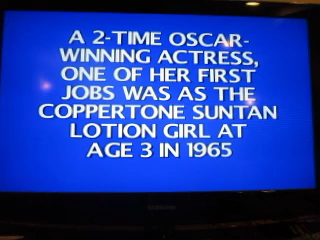 A 2-TIME OSCAR-
WINNING ACTRESS,
ONE OF HER FIRST
JOBS WAS AS THE
COPPERTONE SUNTAN
LOTION GIRL AT
AGE 3 IN 1965
SAMSUNG